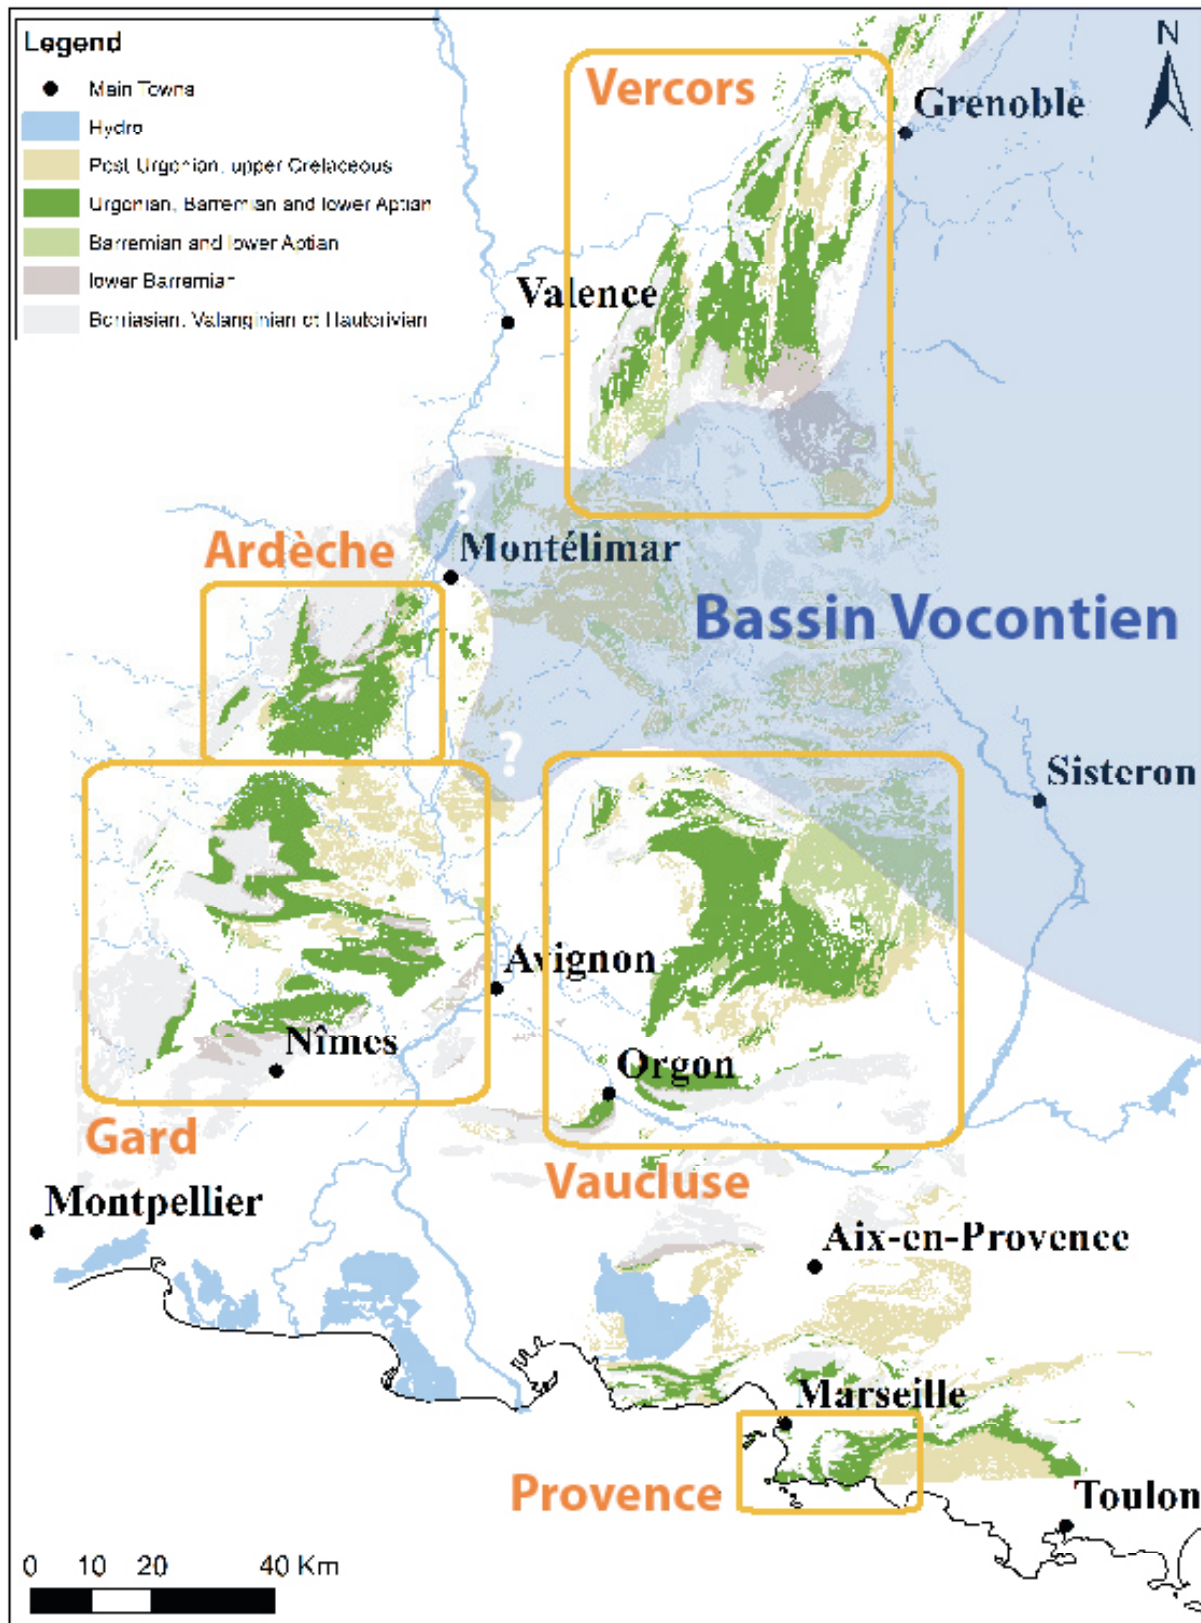 Legend
Main Towns
Hydro
Post Urgonian, upper Cretaceous
Urgonian, Barremian and lower Aptian
Barremian and lower Aptian
lower Barremian
Berriasian, Valanginian et Hauterivian
N
Vercors
Grenoble
Valence
?
Ardèche
Montélimar
Bassin Vocontien
?
Sisteron
Avignon
Nîmes
Orgon
Gard
Vaucluse
Montpellier
Aix-en-Provence
Marseille
Provence
Toulon
0 10 20 40 Km